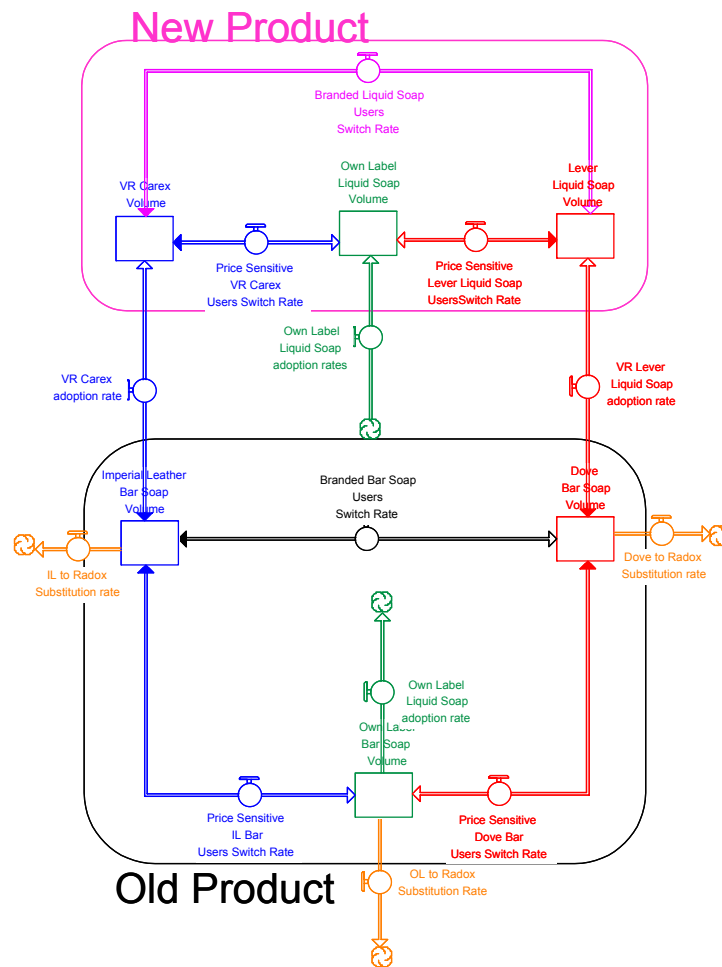 New Product
Branded Liquid Soap
Users
Switch Rate
Own Label
Liquid Soap
Volume
VR Carex
Volume
Lever
Liquid Soap
Volume
Price Sensitive
VR Carex
Users Switch Rate
Price Sensitive
Lever Liquid Soap
UsersSwitch Rate
Own Label
Liquid Soap
adoption rates
VR Carex
adoption rate
VR Lever
Liquid Soap
adoption rate
Imperial Leather
Bar Soap
Volume
Branded Bar Soap
Users
Switch Rate
Dove
Bar Soap
Volume
IL to Radox
Substitution rate
Dove to Radox
Substitution rate
Own Label
Liquid Soap
adoption rate
Own Label
Bar Soap
Volume
Price Sensitive
IL Bar
Users Switch Rate
Price Sensitive
Dove Bar
Users Switch Rate
Old Product
OL to Radox
Substitution Rate